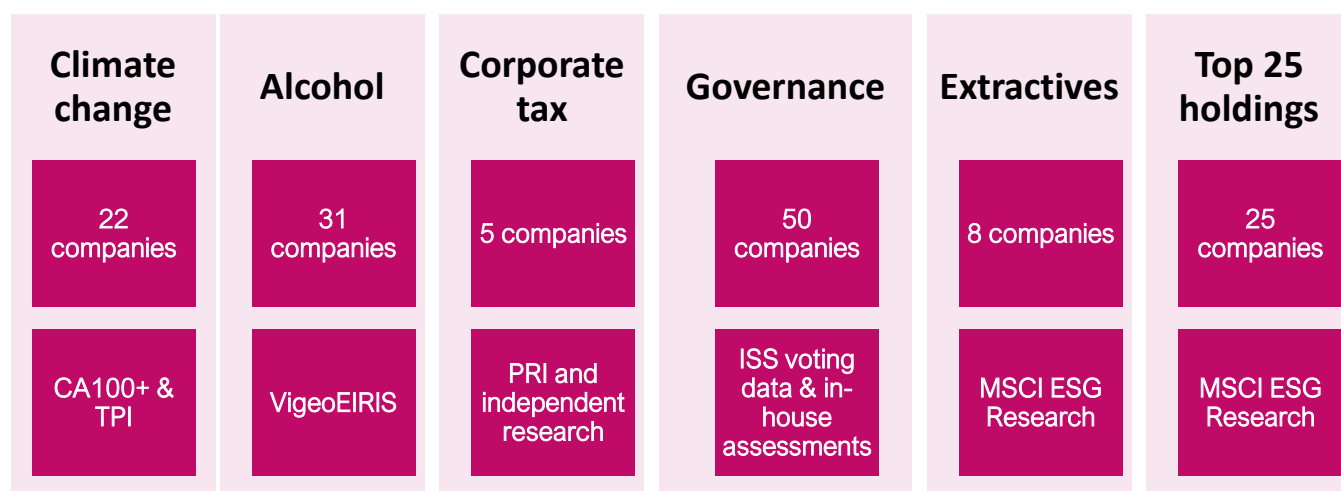 Climate
change
22
companies
CA100+ &
TPI
Alcohol
31
companies
VigeoEIRIS
Corporate
tax
5 companies
PRI and
independent
research
Governance
50
companies
ISS voting
data & in-
house
assessments
Extractives
8 companies
MSCI ESG
Research
Top 25
holdings
25
companies
MSCI ESG
Research